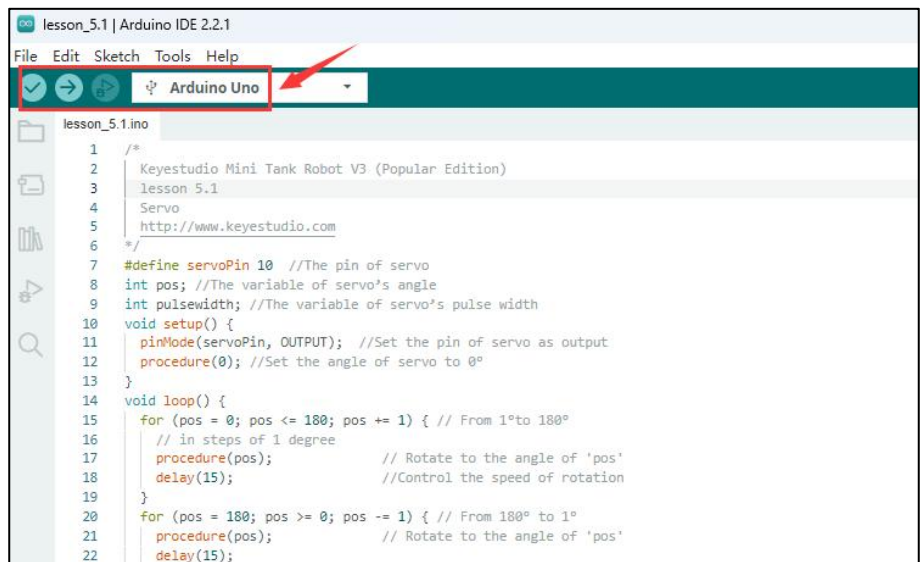 lesson_5.1 | Arduino IDE 2.2.1
File Edit Sketch Tools Help
Arduino Uno
lesson_5.1.ino
1 /*
2 Keyestudio Mini Tank Robot V3 (Popular Edition)
3 lesson 5.1
4 Servo
5 http://www.keyestudio.com
6 */
7 #define servoPin 10 //The pin of servo
8 int pos; //The variable of servo's angle
9 int pulsewidth; //The variable of servo's pulse width
10 void setup() {
11 pinMode(servoPin, OUTPUT); //Set the pin of servo as output
12 procedure(0); //Set the angle of servo to 0°
13 }
14 void loop() {
15 for (pos = 0; pos <= 180; pos += 1) { // From 1°to 180°
16 // in steps of 1 degree
17 procedure(pos); // Rotate to the angle of 'pos'
18 delay(15); //Control the speed of rotation
19 }
20 for (pos = 180; pos >= 0; pos -= 1) { // From 180° to 1°
21 procedure(pos); // Rotate to the angle of 'pos'
22 delay(15);